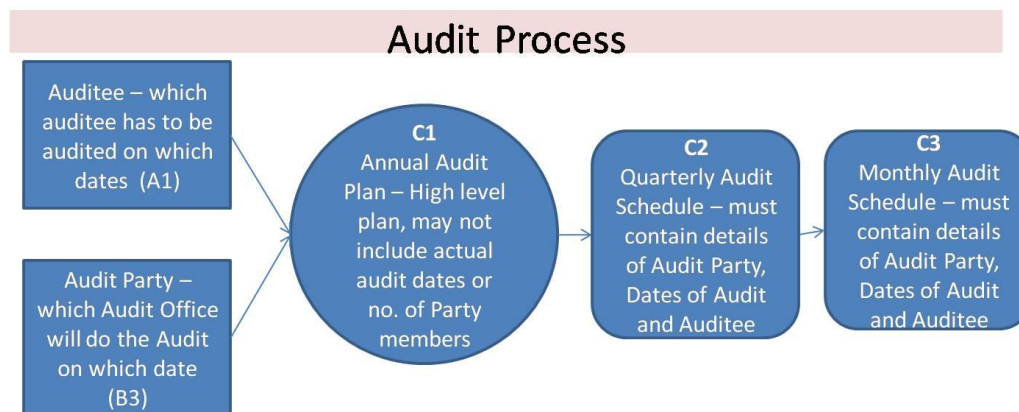 Audit Process
Auditee – which
auditee has to be
audited on which
dates  (A1)
Audit Party –
which Audit Office
will do the Audit
on which date
(B3)
C1
Annual Audit
Plan – High level
plan, may not
include actual
audit dates or
no. of Party
members
C2
Quarterly Audit
Schedule – must
contain details
of Audit Party,
Dates of Audit
and Auditee
C3
Monthly Audit
Schedule – must
contain details
of Audit Party,
Dates of Audit
and Auditee